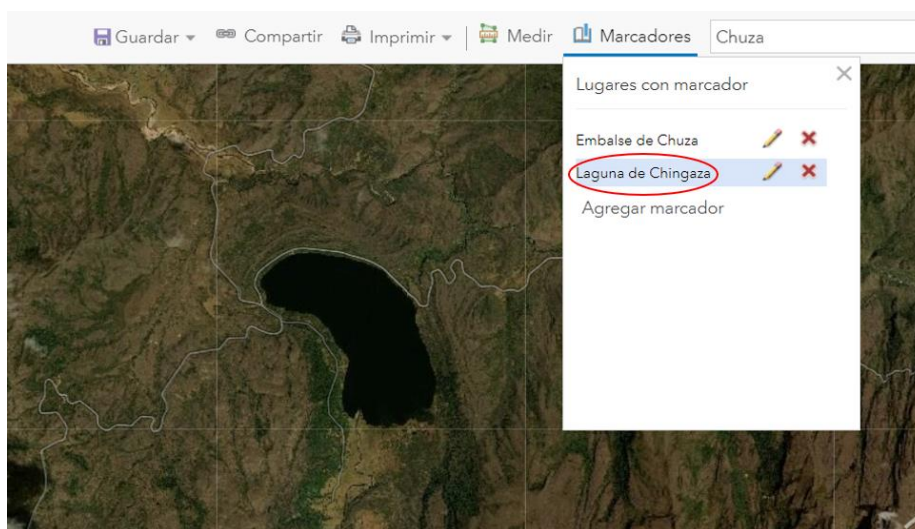 Guardar Compartir Imprimir Medir Marcadores Chuza
Lugares con marcador
Embalse de Chuza
Laguna de Chingaza
Agregar marcador